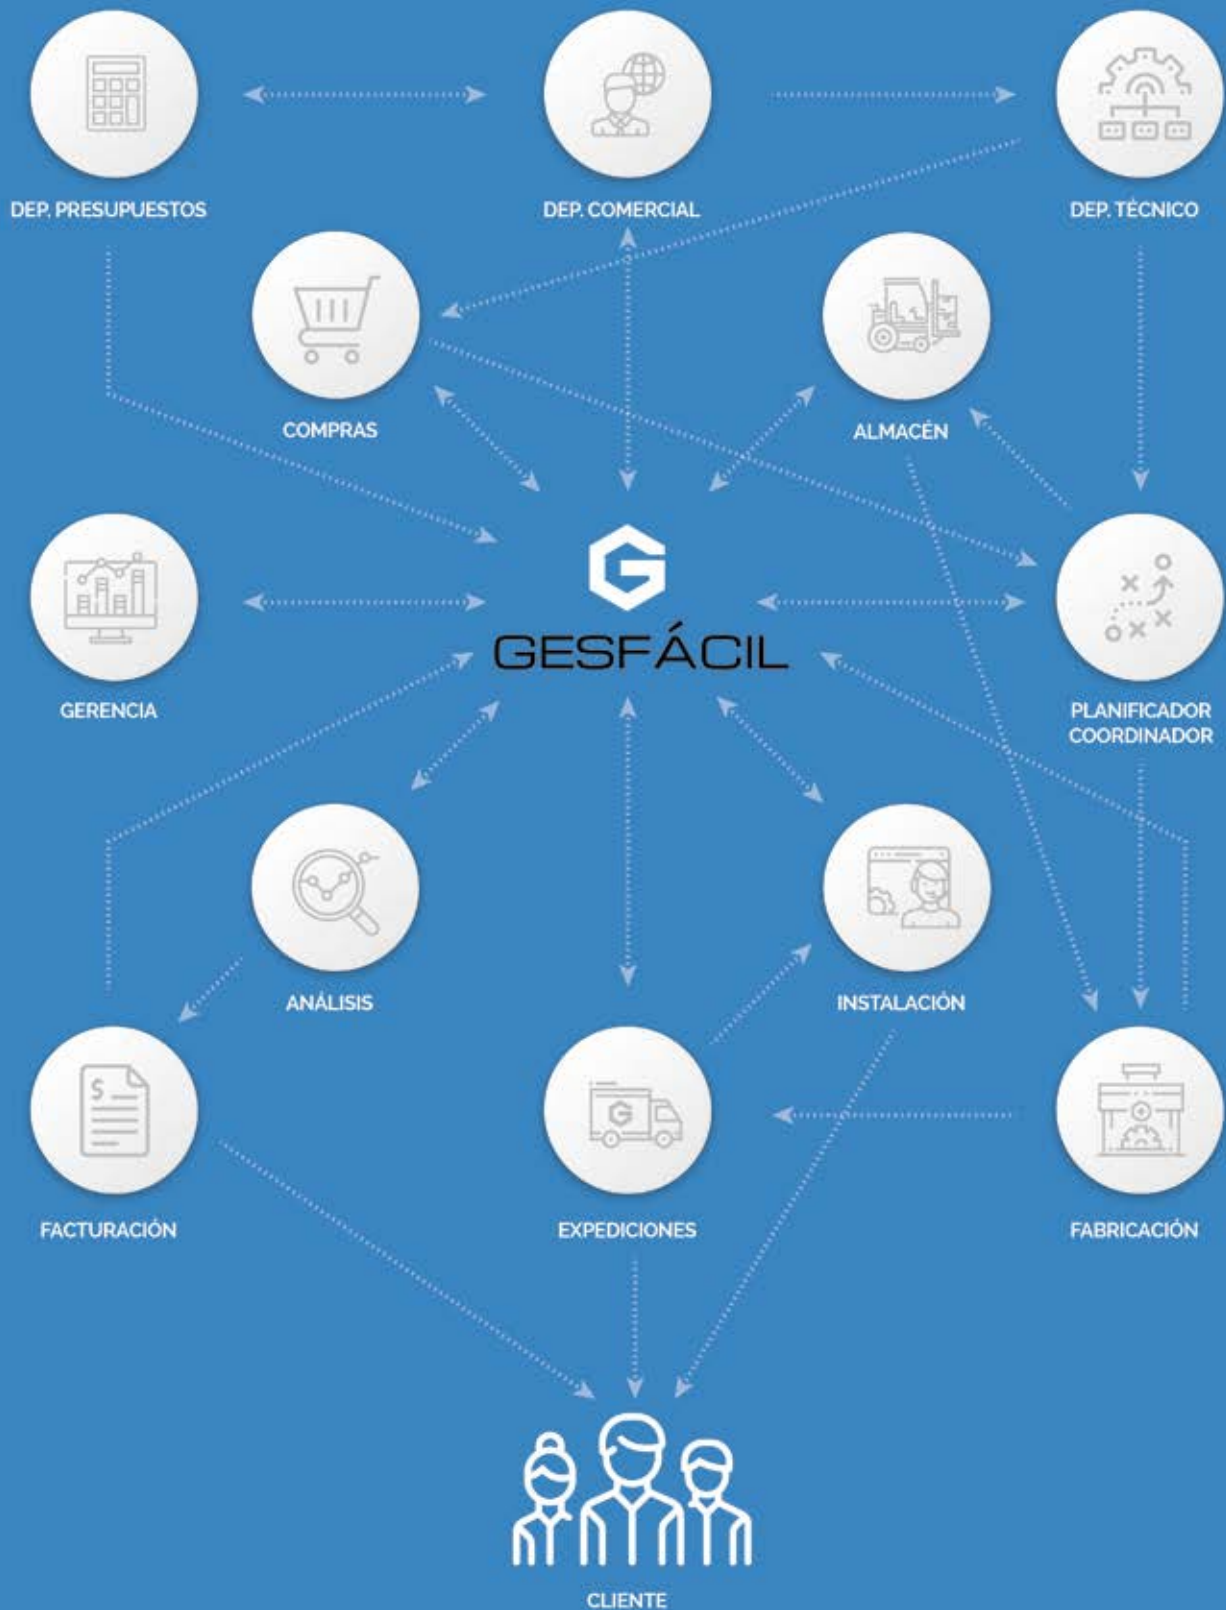 DEP. PRESUPUESTOS
DEP. COMERCIAL
DEP. TÉCNICO
COMPRAS
ALMACÉN
G
GESFÁCIL
GERENCIA
PLANIFICADOR
COORDINADOR
ANÁLISIS
INSTALACIÓN
$
G
FACTURACIÓN
EXPEDICIONES
FABRICACIÓN
CLIENTE